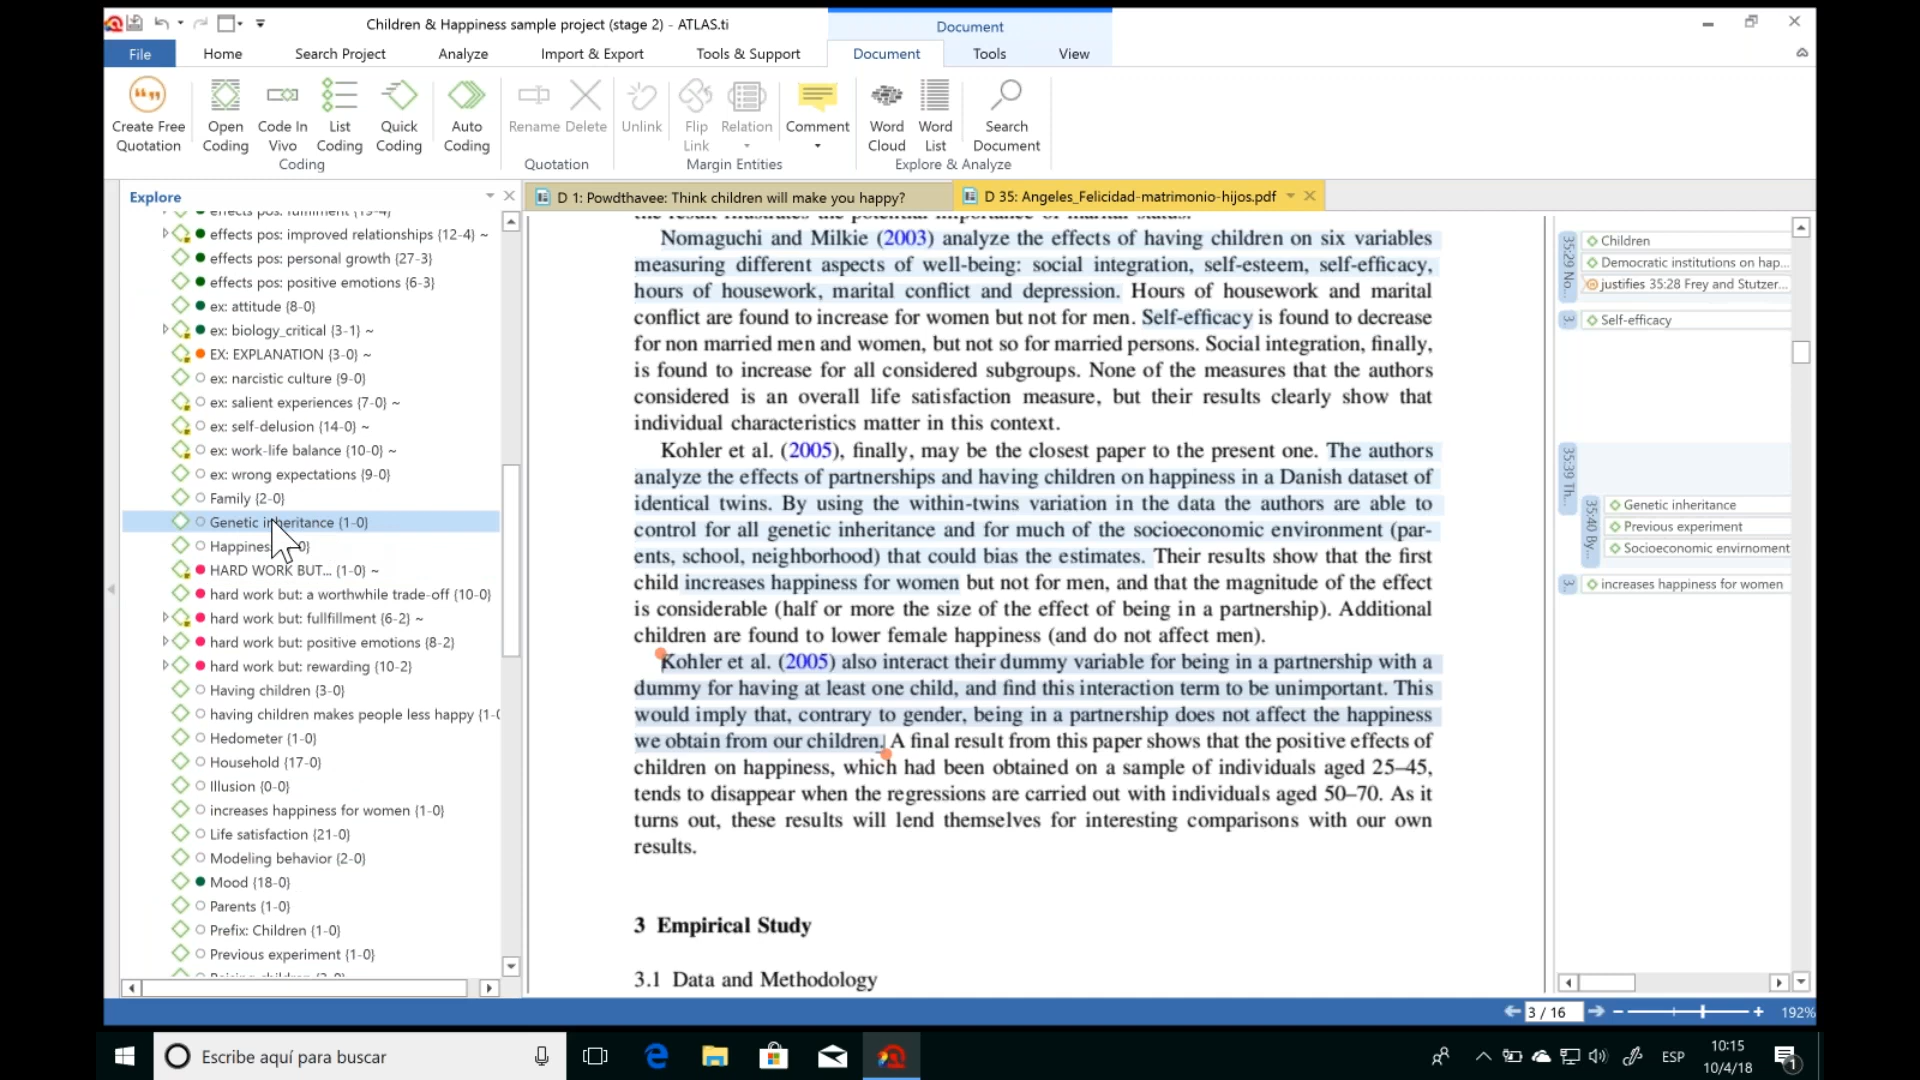 Children & Happiness sample project (stage 2) - ATLAS.ti
Document
File
Home
Search Project
Analyze
Import & Export
Tools & Support
Document
Tools
View
Create Free
Quotation
Open
Coding
Code In
Vivo
List
Coding
Quick
Coding
Auto
Coding
Rename
Delete
Unlink
Flip
Link
Relation
Comment
Word
Cloud
Word
List
Search
Document
Coding
Quotation
Margin Entities
Explore & Analyze
Explore
D 1: Powdthavee: Think children will make you happy?
D 35: Angeles_Felicidad-matrimonio-hijos.pdf
effects pos: fulfillment {19-4}
effects pos: improved relationships {12-4} ~
effects pos: personal growth {27-3}
effects pos: positive emotions {6-3}
ex: attitude {8-0}
ex: biology_critical {3-1} ~
EX: EXPLANATION {3-0} ~
ex: narcistic culture {9-0}
ex: salient experiences {7-0} ~
ex: self-delusion {14-0} ~
ex: work-life balance {10-0} ~
ex: wrong expectations {9-0}
Family {2-0}
Genetic inheritance {1-0}
Happines
HARD WORK BUT... {1-0} ~
hard work but: a worthwhile trade-off {10-0}
hard work but: fullfillment {6-2} ~
hard work but: positive emotions {8-2}
hard work but: rewarding {10-2}
Having children {3-0}
having children makes people less happy {1-0
Hedometer {1-0}
Household {17-0}
Illusion {0-0}
increases happiness for women {1-0}
Life satisfaction {21-0}
Modeling behavior {2-0}
Mood {18-0}
Parents {1-0}
Prefix: Children {1-0}
Previous experiment {1-0}
the result illustrates the potential importance of marital status.
Nomaguchi and Milkie (2003) analyze the effects of having children on six variables
measuring different aspects of well-being: social integration, self-esteem, self-efficacy,
hours of housework, marital conflict and depression. Hours of housework and marital
conflict are found to increase for women but not for men. Self-efficacy is found to decrease
for non married men and women, but not so for married persons. Social integration, finally,
is found to increase for all considered subgroups. None of the measures that the authors
considered is an overall life satisfaction measure, but their results clearly show that
individual characteristics matter in this context.
Kohler et al. (2005), finally, may be the closest paper to the present one. The authors
analyze the effects of partnerships and having children on happiness in a Danish dataset of
identical twins. By using the within-twins variation in the data the authors are able to
control for all genetic inheritance and for much of the socioeconomic environment (par-
ents, school, neighborhood) that could bias the estimates. Their results show that the first
child increases happiness for women but not for men, and that the magnitude of the effect
is considerable (half or more the size of the effect of being in a partnership). Additional
children are found to lower female happiness (and do not affect men).
Kohler et al. (2005) also interact their dummy variable for being in a partnership with a
dummy for having at least one child, and find this interaction term to be unimportant. This
would imply that, contrary to gender, being in a partnership does not affect the happiness
we obtain from our children. A final result from this paper shows that the positive effects of
children on happiness, which had been obtained on a sample of individuals aged 25–45,
tends to disappear when the regressions are carried out with individuals aged 50–70. As it
turns out, these results will lend themselves for interesting comparisons with our own
results.
3 Empirical Study
3.1 Data and Methodology
35:29 No...
Children
Democratic institutions on hap...
justifies 35:28 Frey and Stutzer...
3.
Self-efficacy
35:39 Th...
35:40 By...
Genetic inheritance
Previous experiment
Socioeconomic envirnoment
3.
increases happiness for women
3 / 16
192%
Escribe aquí para buscar
ESP
10:15
10/4/18
1